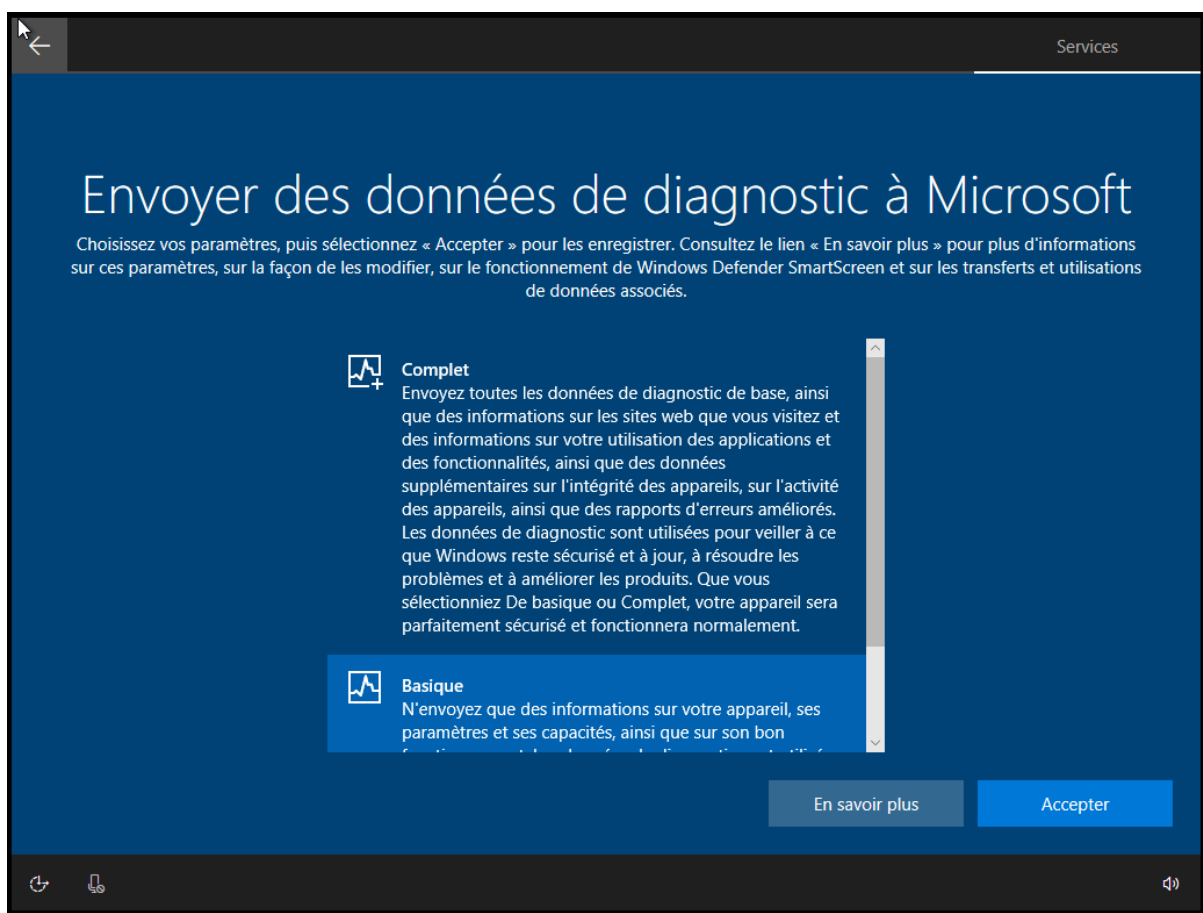 Services
Envoyer des données de diagnostic à Microsoft
Choisissez vos paramètres, puis sélectionnez « Accepter » pour les enregistrer. Consultez le lien « En savoir plus » pour plus d'informations
sur ces paramètres, sur la façon de les modifier, sur le fonctionnement de Windows Defender SmartScreen et sur les transferts et utilisations
de données associés.
Complet
Envoyez toutes les données de diagnostic de base, ainsi
que des informations sur les sites web que vous visitez et
des informations sur votre utilisation des applications et
des fonctionnalités, ainsi que des données
supplémentaires sur l'intégrité des appareils, sur l'activité
des appareils, ainsi que des rapports d'erreurs améliorés.
Les données de diagnostic sont utilisées pour veiller à ce
que Windows reste sécurisé et à jour, à résoudre les
problèmes et à améliorer les produits. Que vous
sélectionniez De basique ou Complet, votre appareil sera
parfaitement sécurisé et fonctionnera normalement.
Basique
N'envoyez que des informations sur votre appareil, ses
paramètres et ses capacités, ainsi que sur son bon
En savoir plus
Accepter